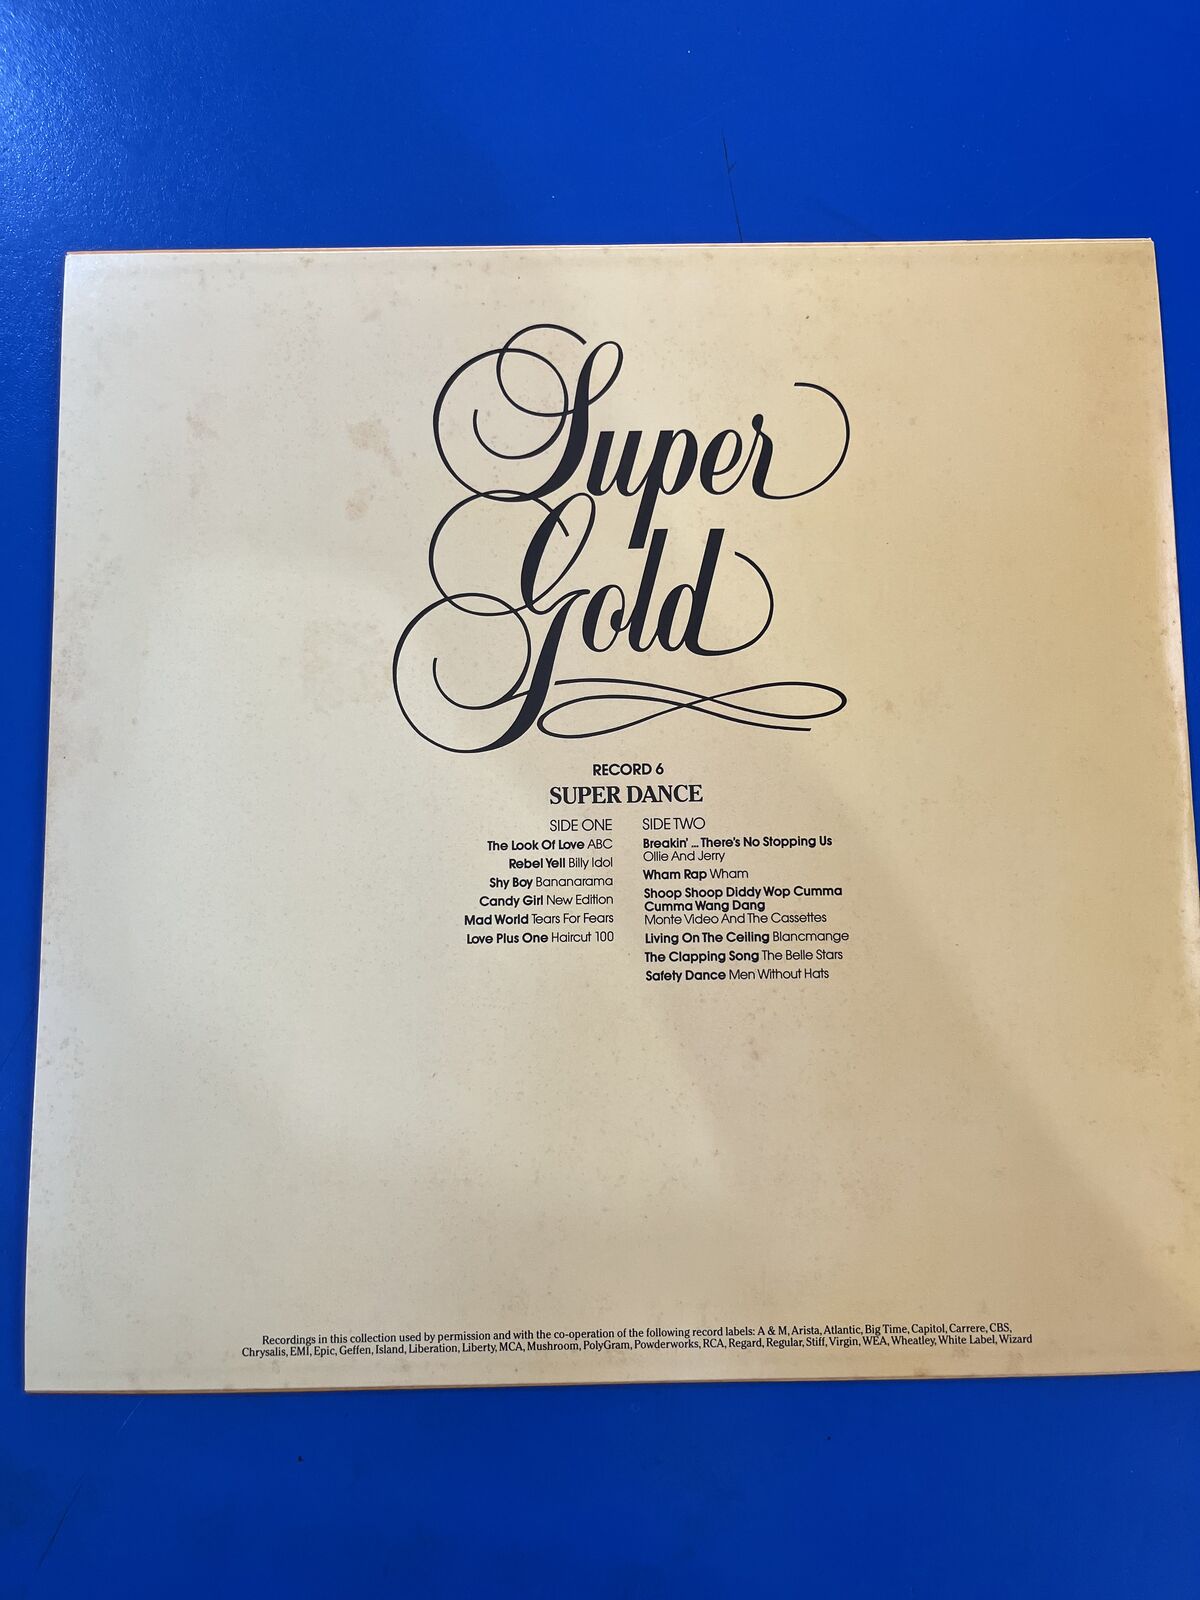 Super
Gold
RECORD 6
SUPER DANCE
SIDE ONE
The Look Of Love ABC
Rebel Yell Billy Idol
Shy Boy Bananarama
Candy Girl New Edition
Mad World Tears For Fears
Love Plus One Haircut 100
SIDE TWO
Breakin' ... There's No Stopping Us
Ollie And Jerry
Wham Rap Wham
Shoop Shoop Diddy Wop Cumma
Cumma Wang Dang
Monte Video And The Cassettes
Living On The Ceiling Blancmange
The Clapping Song The Belle Stars
Safety Dance Men Without Hats
Recordings in this collection used by permission and with the co-operation of the following record labels: A & M, Arista, Atlantic, Big Time, Capitol, Carrere, CBS,
Chrysalis, EMI, Epic, Geffen, Island, Liberation, Liberty, MCA, Mushroom, PolyGram, Powderworks, RCA, Regard, Regular, Stiff, Virgin, WEA, Wheatley, White Label, Wizard